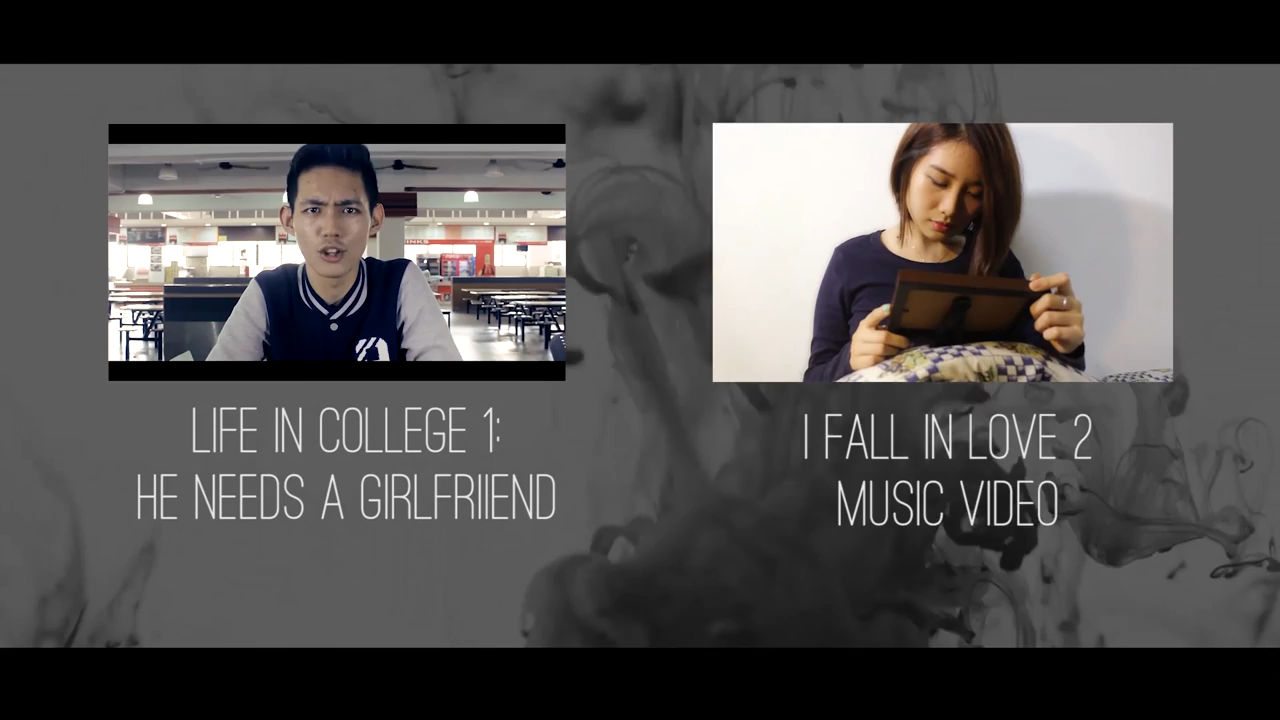 LIFE IN COLLEGE 1:
HE NEEDS A GIRLFRIIEND
I FALL IN LOVE 2
MUSIC VIDEO